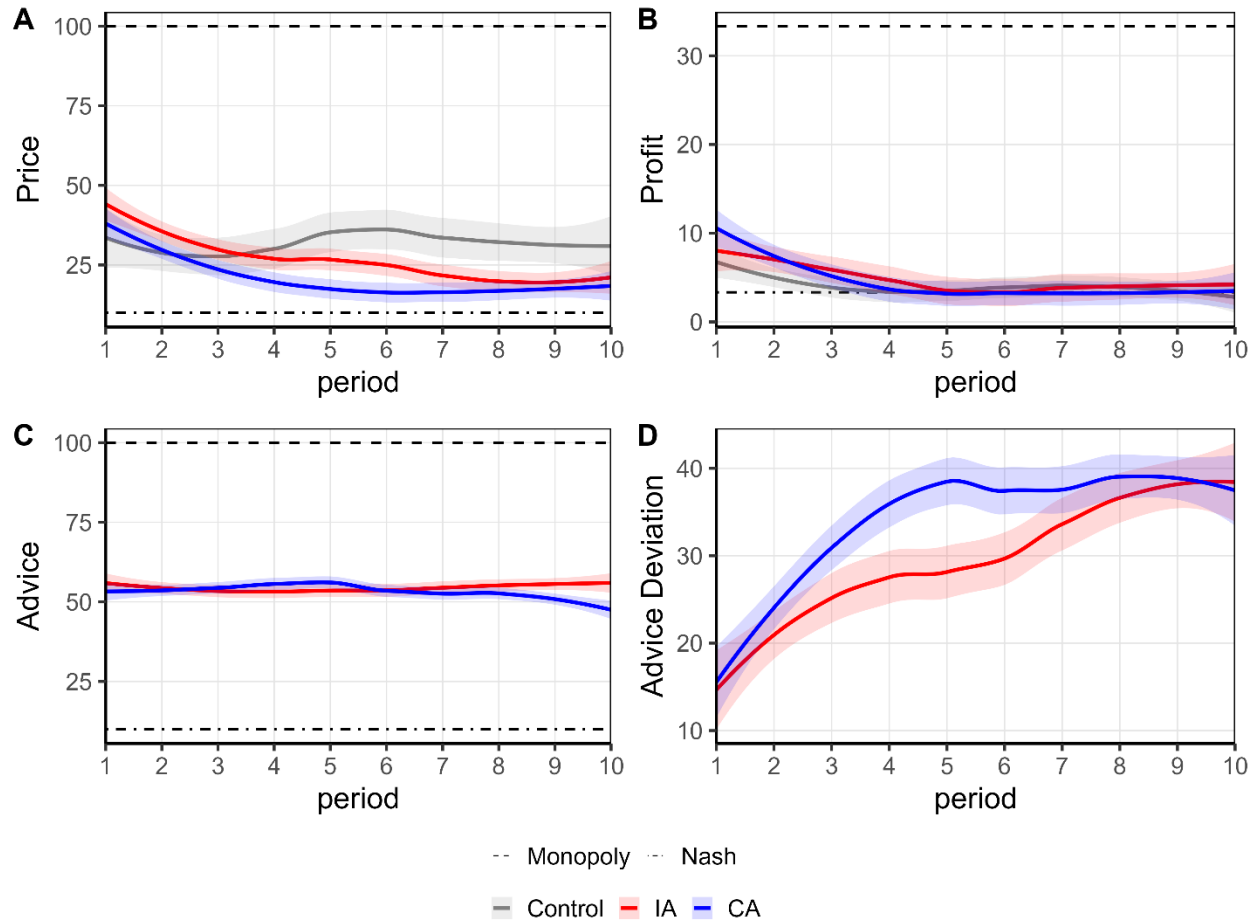 A
Price
100
75
50
25
1 2 3 4 5 6 7 8 9 10
period
B
Profit
30
20
10
0
1 2 3 4 5 6 7 8 9 10
period
C
Advice
100
75
50
25
1 2 3 4 5 6 7 8 9 10
period
D
Advice Deviation
40
30
20
10
1 2 3 4 5 6 7 8 9 10
period
Monopoly Nash
Control IA CA